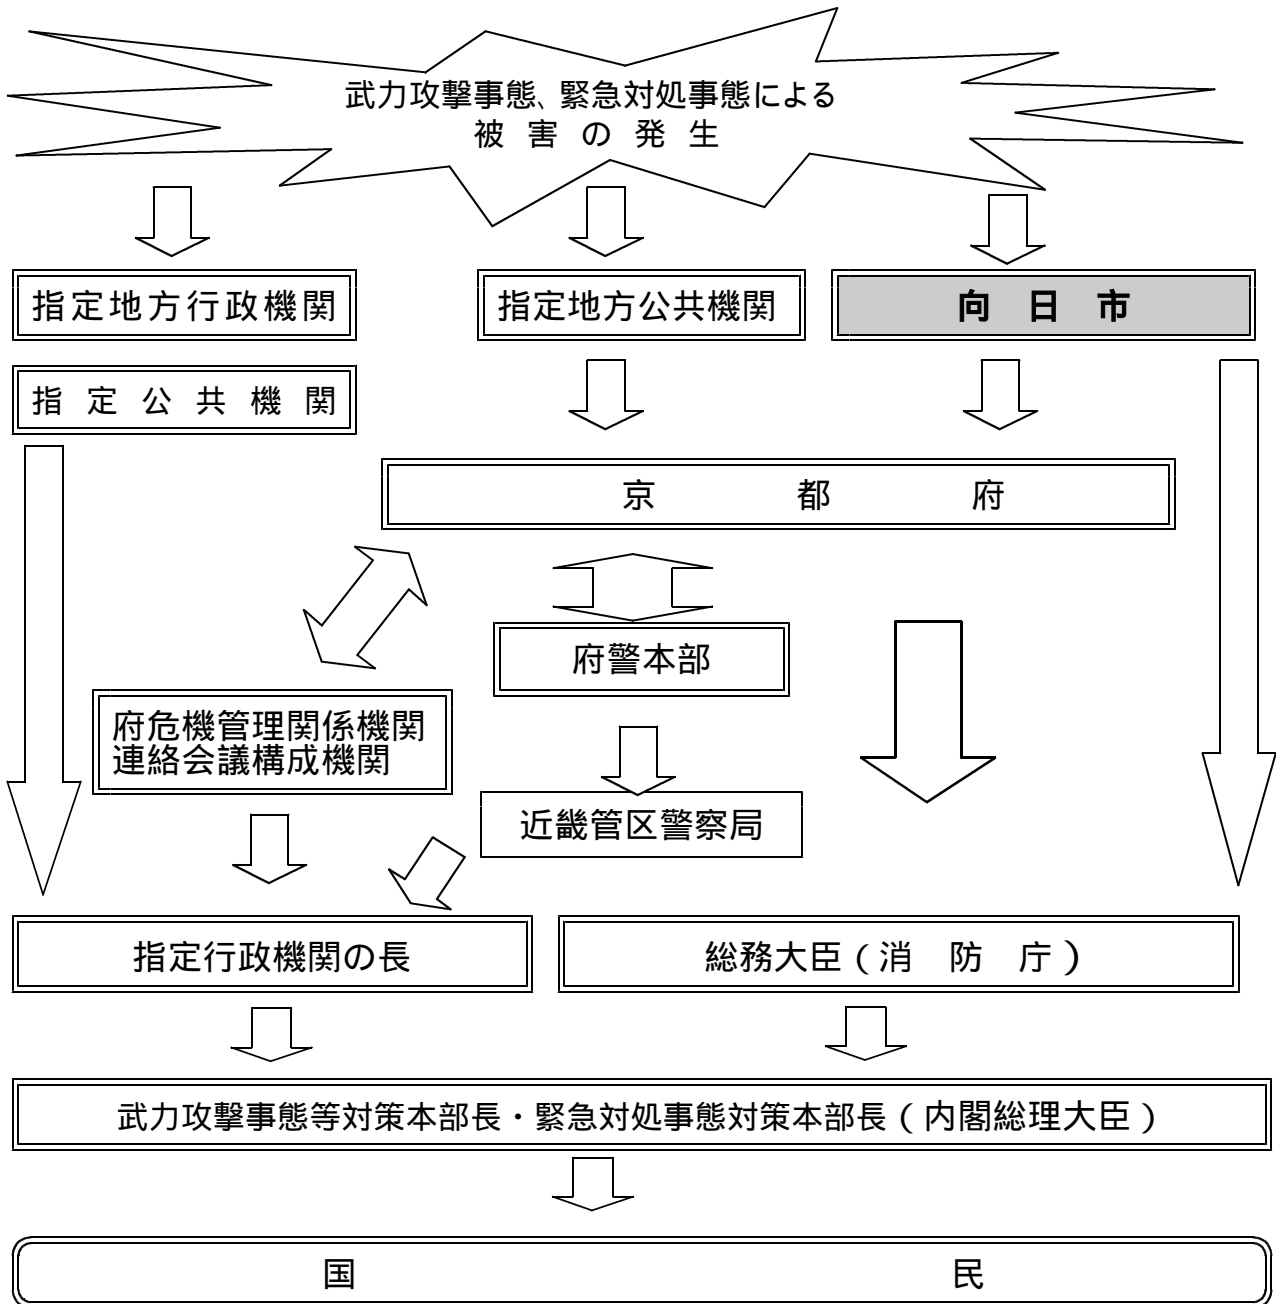 武力攻撃事態、緊急対処事態による
被害の発生
指定地方行政機関
指定地方公共機関
向日市
指定公共機関
京都府
府警本部
府危機管理関係機関
連絡会議構成機関
近畿管区警察局
指定行政機関の長
総務大臣（消防庁）
武力攻撃事態等対策本部長・緊急対処事態対策本部長（内閣総理大臣）
国民